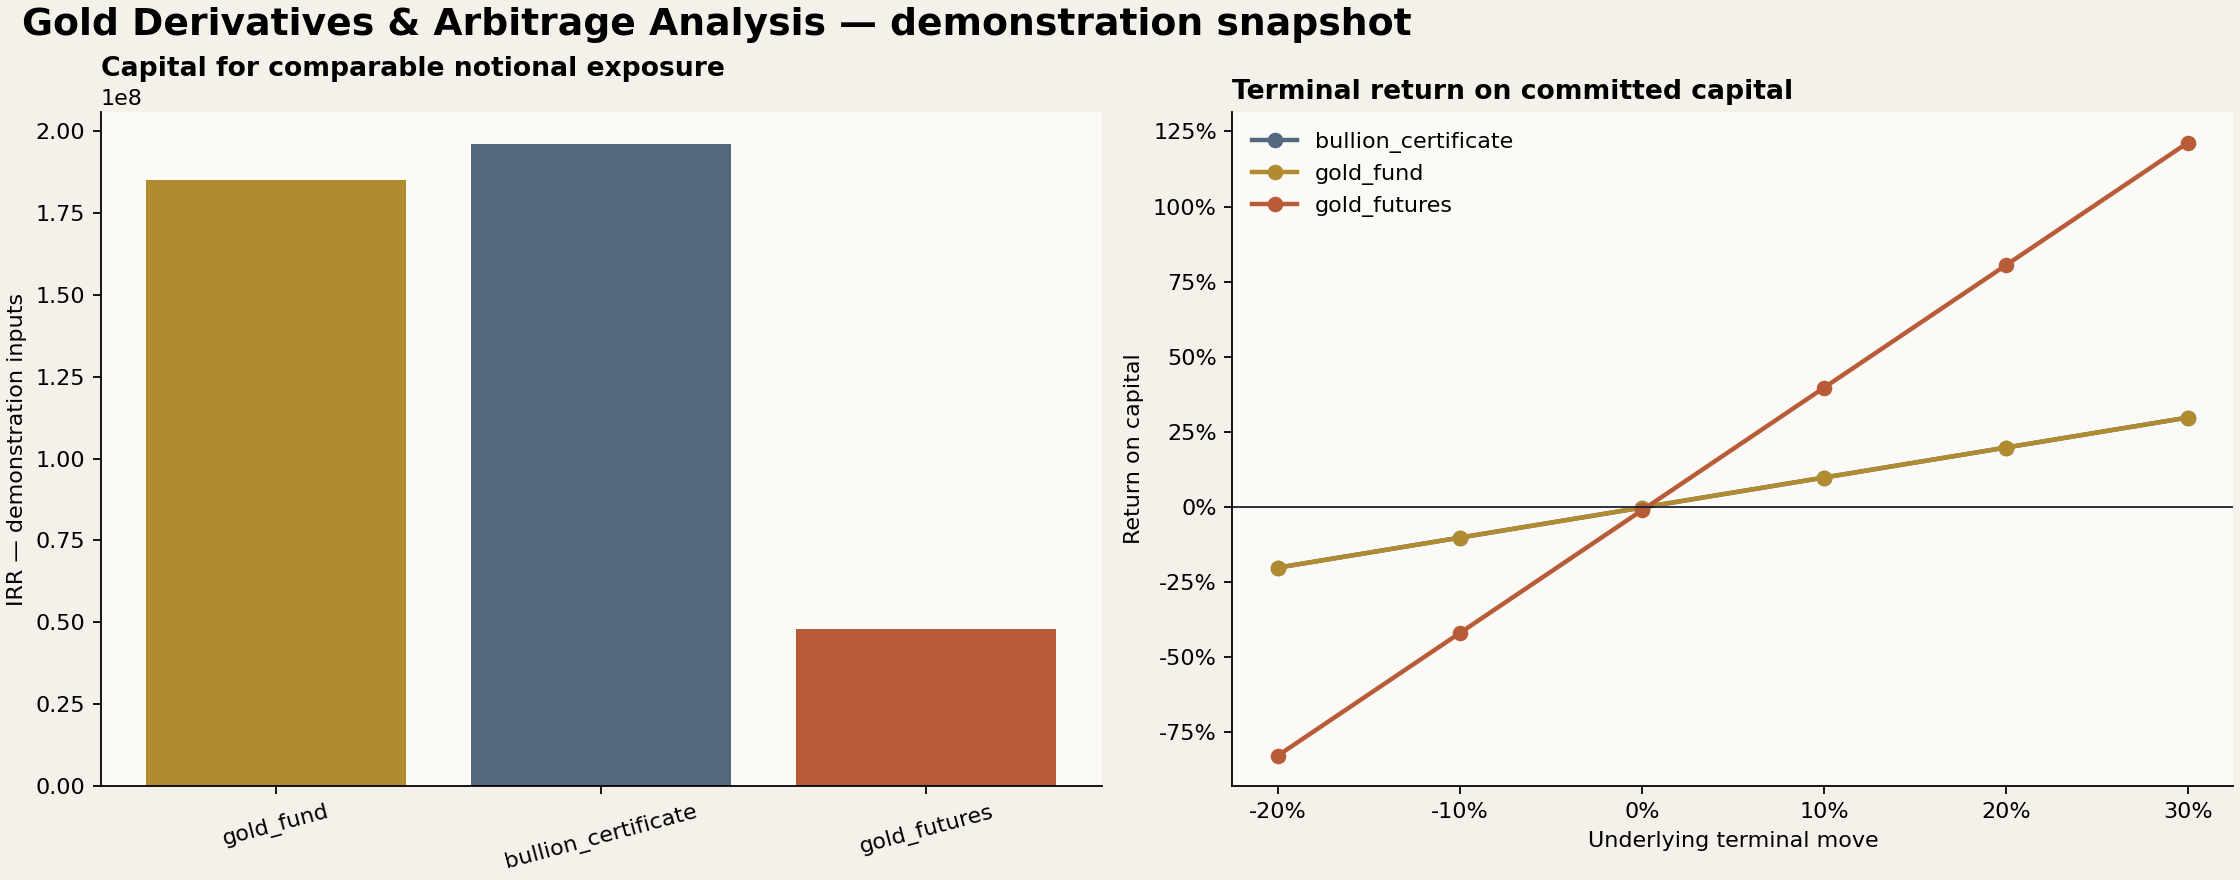 Gold Derivatives & Arbitrage Analysis — demonstration snapshot
Capital for comparable notional exposure
1e8
2.00
1.75
1.50
1.25
1.00
0.75
0.50
0.25
0.00
IRR — demonstration inputs
gold_fund
bullion_certificate
gold_futures
Terminal return on committed capital
bullion_certificate
gold_fund
gold_futures
125%
100%
75%
50%
25%
0%
-25%
-50%
-75%
Return on capital
-20%
-10%
0%
10%
20%
30%
Underlying terminal move